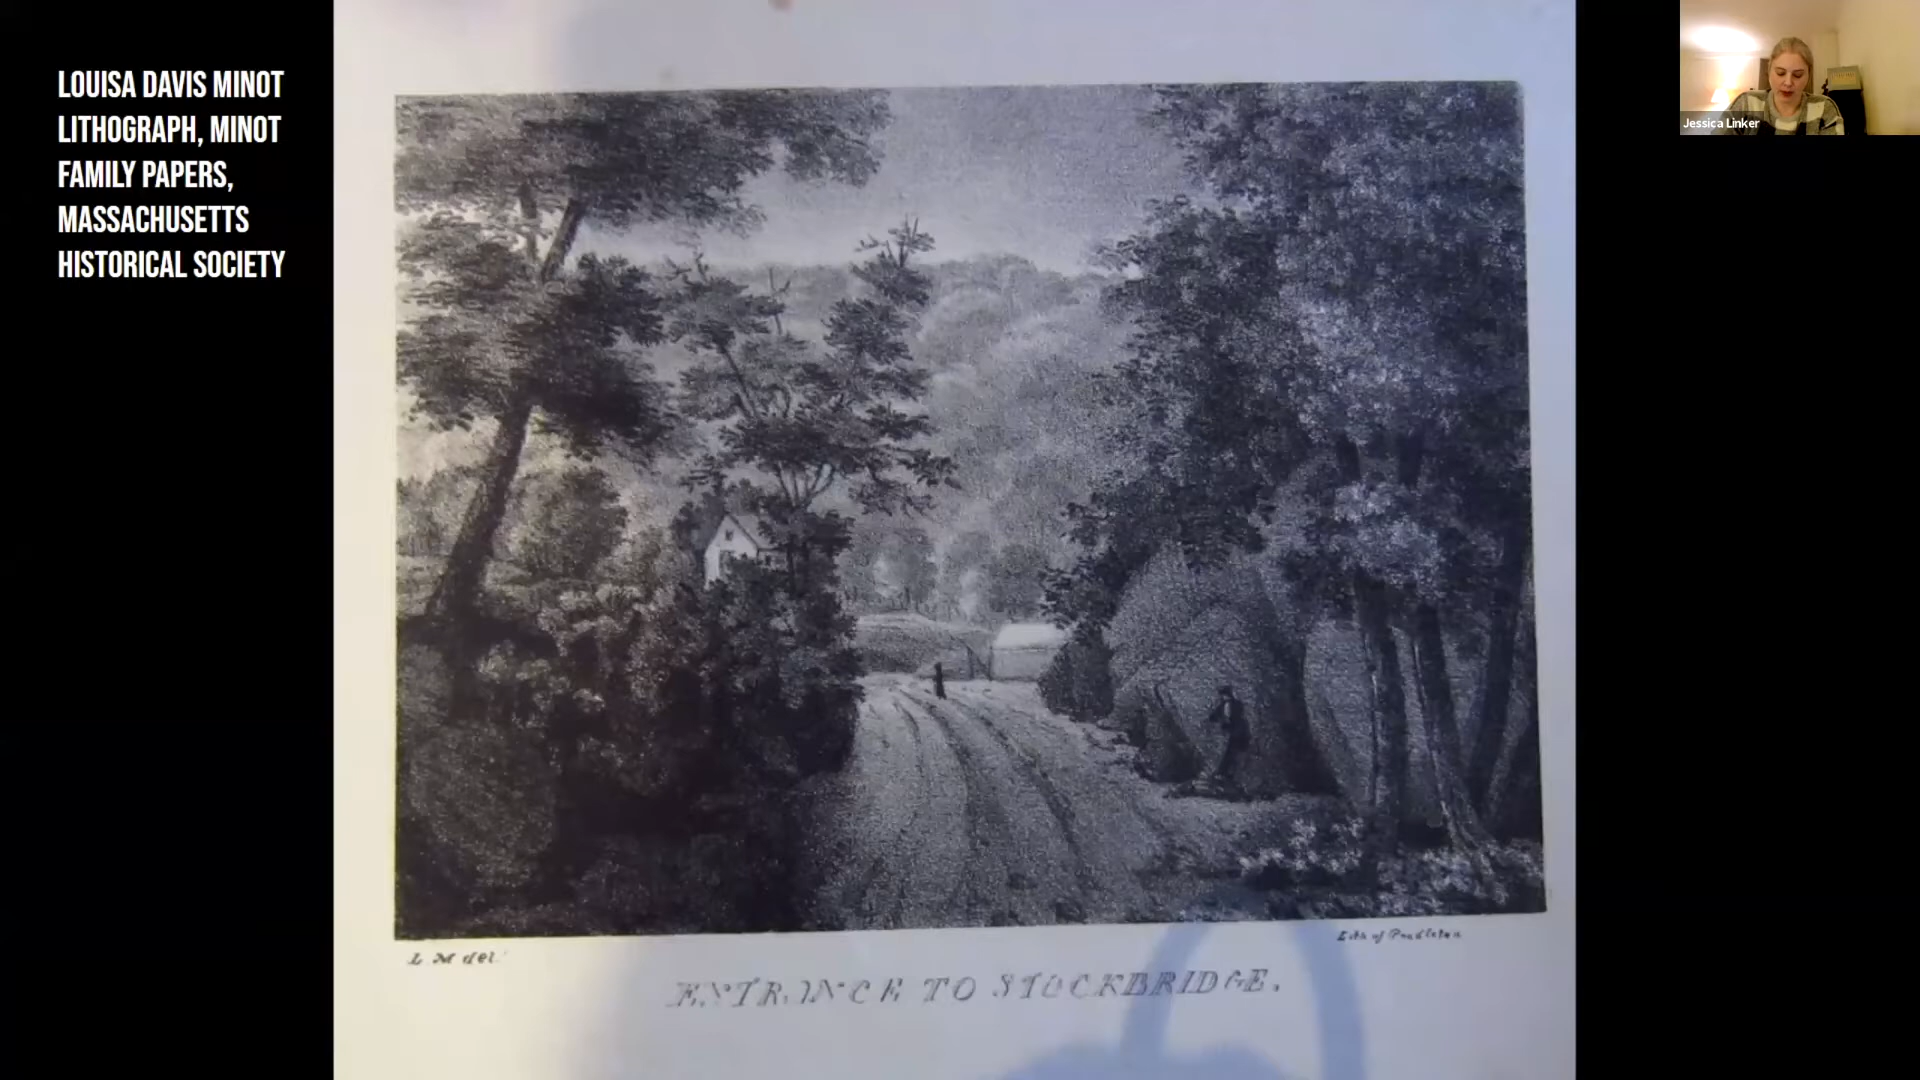 LOUISA DAVIS MINOT
LITHOGRAPH, MINOT
FAMILY PAPERS,
MASSACHUSETTS
HISTORICAL SOCIETY
Jessica Linker
L M del.
Lith of Pendleton
ENTRANCE TO STOCKBRIDGE.